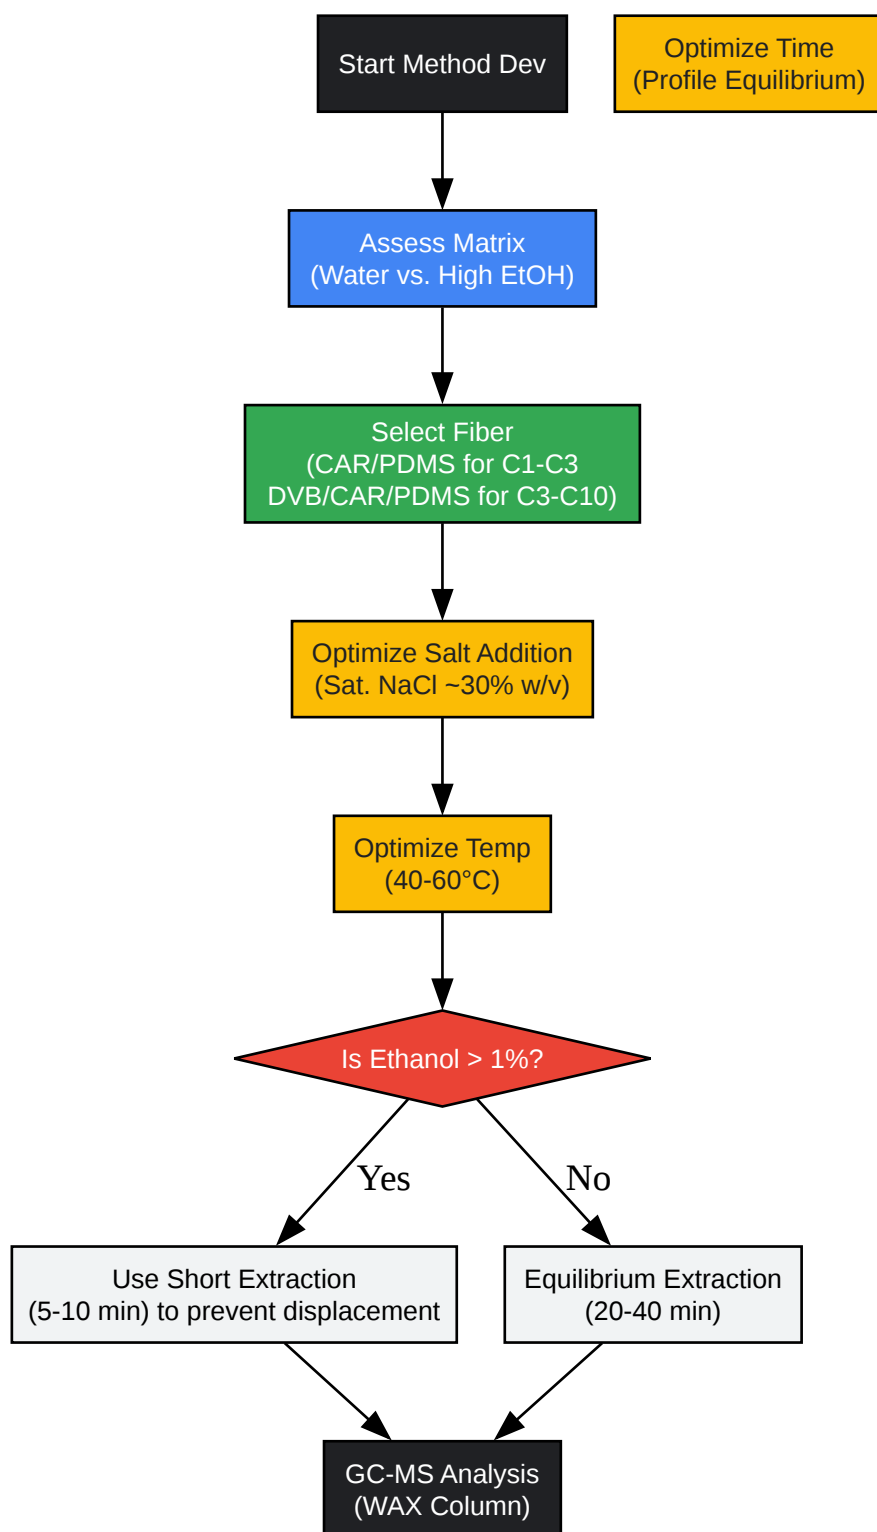 Start Method Dev
Optimize Time
(Profile Equilibrium)
Assess Matrix
(Water vs. High EtOH)
Select Fiber
(CAR/PDMS for C1-C3
DVB/CAR/PDMS for C3-C10)
Optimize Salt Addition
(Sat. NaCl ~30% w/v)
Optimize Temp
(40-60°C)
Is Ethanol > 1%?
Yes
No
Use Short Extraction
(5-10 min) to prevent displacement
Equilibrium Extraction
(20-40 min)
GC-MS Analysis
(WAX Column)